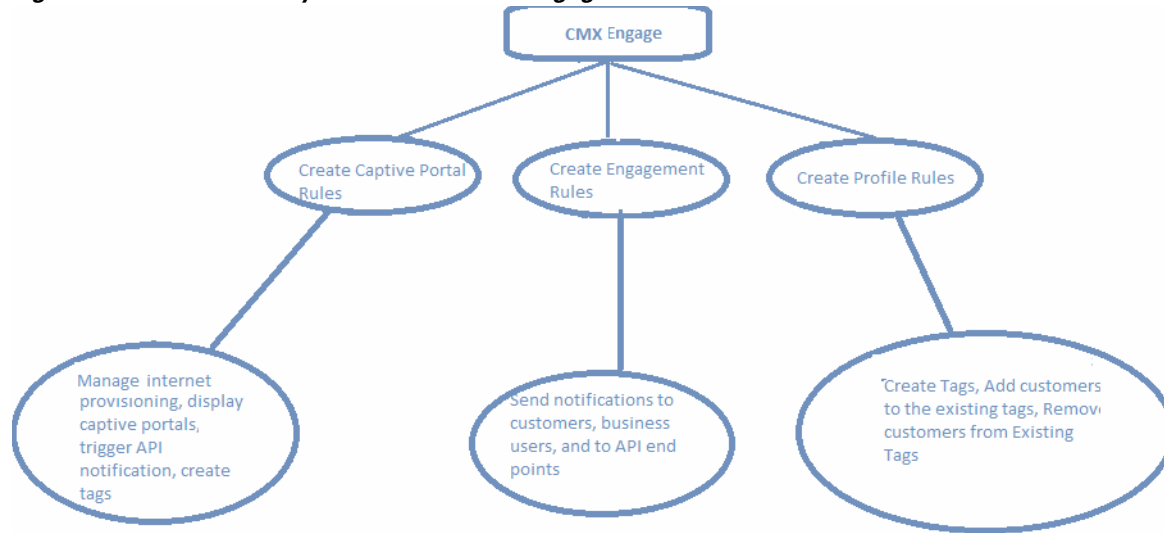 CMX Engage
Create Captive Portal
Rules
Create Engagement
Rules
Create Profile Rules
Manage internet
provisioning, display
captive portals,
trigger API
notification, create
tags
Send notifications to
customers, business
users, and to API end
points
Create Tags, Add customers
to the existing tags, Remove
customers from Existing
Tags